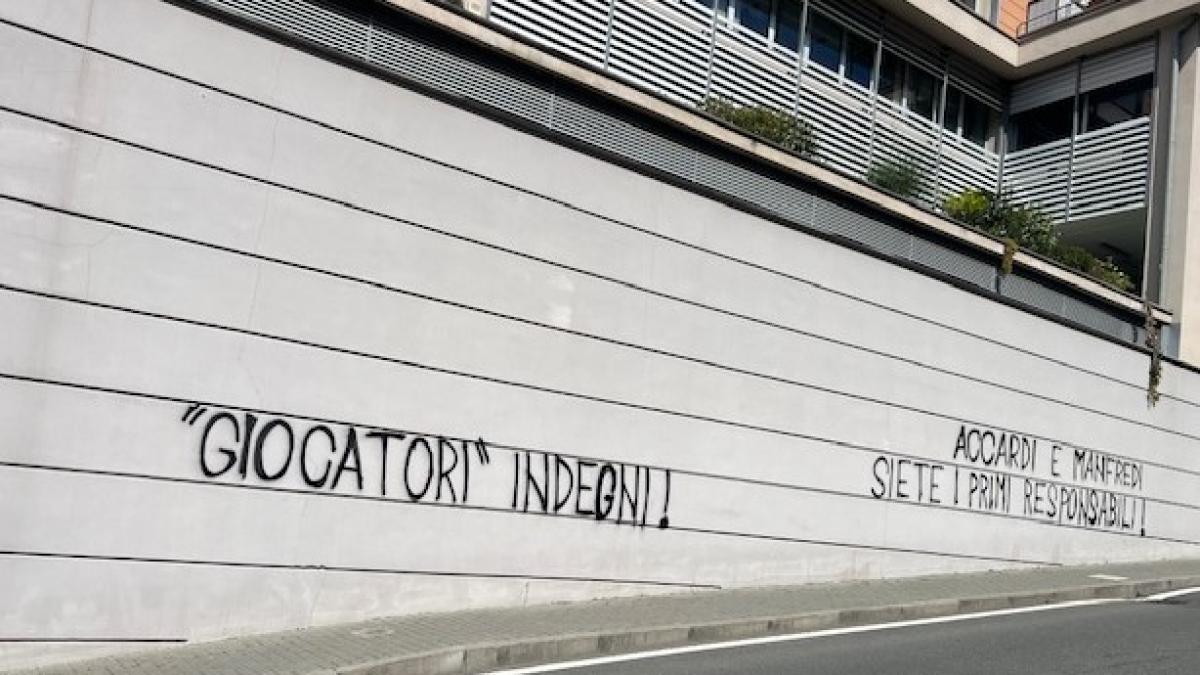 "GIOCATORI" INDEGNI!
ACCARDI E MANFREDI
SIETE I PRIMI RESPONSABILI!